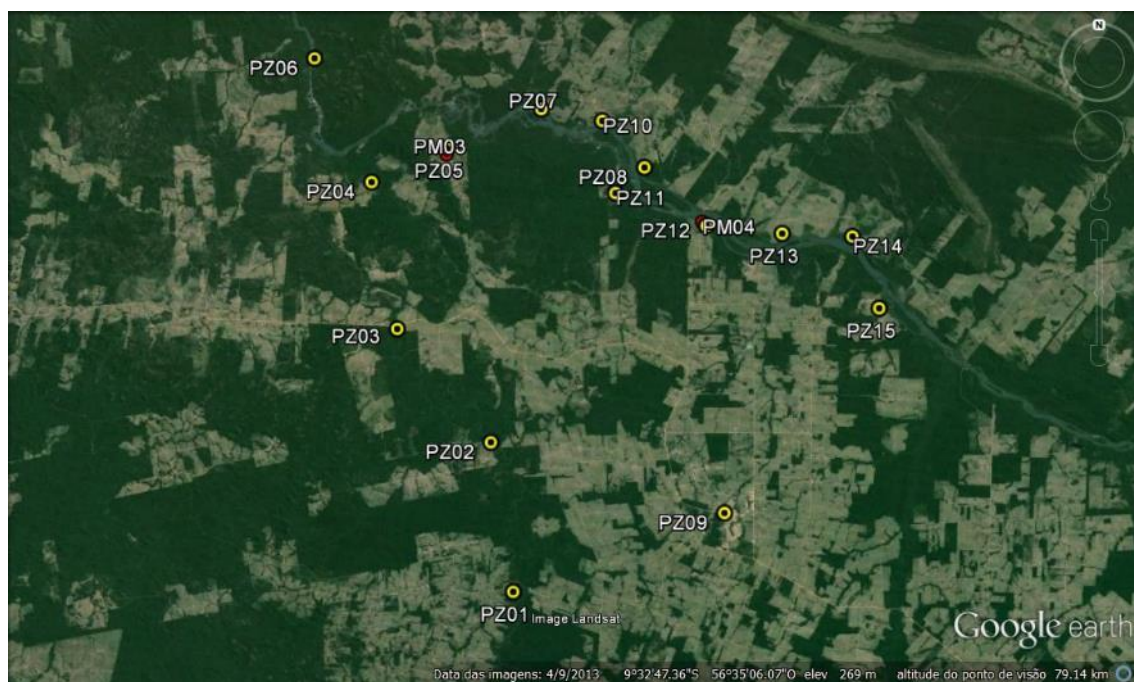 N
PZ06
PZ07
PZ10
PM03
PZ05
PZ08
PZ04
PZ11
PZ12
PM04
PZ13
PZ14
PZ15
PZ03
PZ02
PZ09
PZ01
Image Landsat
Google earth
Data das imagens: 4/9/2013 9°32'47.36"S 56°35'06.07"O elev 269 m altitude do ponto de visão 79.14 km